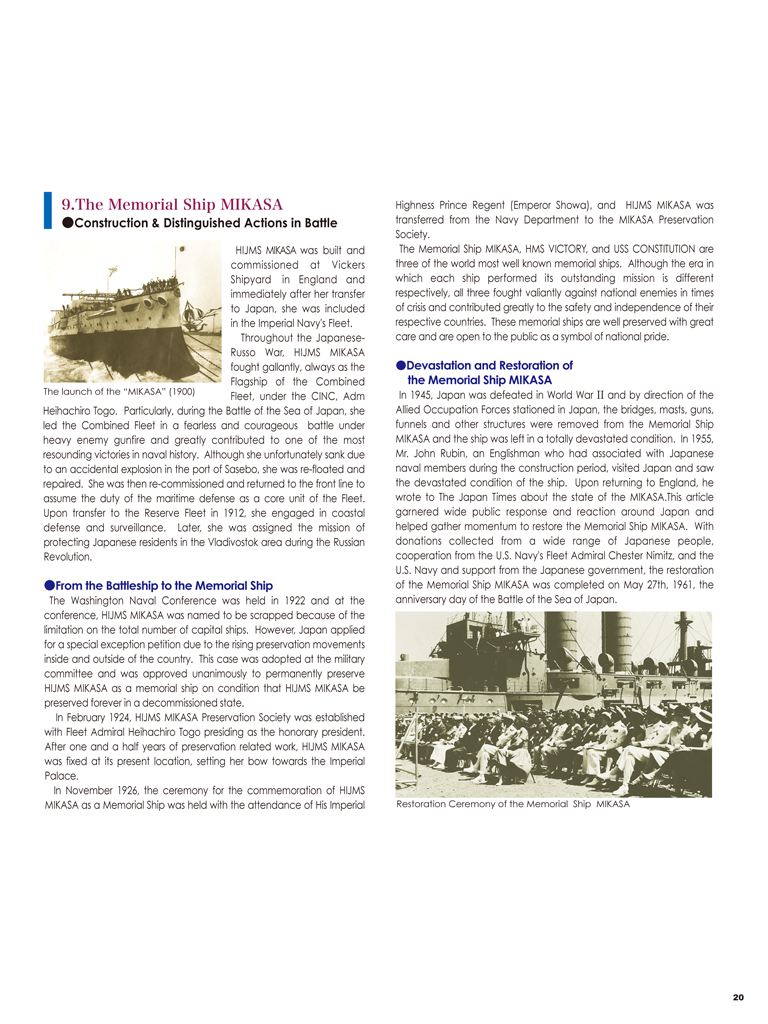 9.The Memorial Ship MIKASA
●Construction & Distinguished Actions in Battle
HIJMS MIKASA was built and
commissioned at Vickers
Shipyard in England and
immediately after her transfer
to Japan, she was included
in the Imperial Navy's Fleet.
Throughout the Japanese-
Russo War, HIJMS MIKASA
fought gallantly, always as the
Flagship of the Combined
Fleet, under the CINC, Adm
The launch of the “MIKASA” (1900)
Heihachiro Togo. Particularly, during the Battle of the Sea of Japan, she
led the Combined Fleet in a fearless and courageous battle under
heavy enemy gunfire and greatly contributed to one of the most
resounding victories in naval history. Although she unfortunately sank due
to an accidental explosion in the port of Sasebo, she was re-floated and
repaired. She was then re-commissioned and returned to the front line to
assume the duty of the maritime defense as a core unit of the Fleet.
Upon transfer to the Reserve Fleet in 1912, she engaged in coastal
defense and surveillance. Later, she was assigned the mission of
protecting Japanese residents in the Vladivostok area during the Russian
Revolution.
●From the Battleship to the Memorial Ship
The Washington Naval Conference was held in 1922 and at the
conference, HIJMS MIKASA was named to be scrapped because of the
limitation on the total number of capital ships. However, Japan applied
for a special exception petition due to the rising preservation movements
inside and outside of the country. This case was adopted at the military
committee and was approved unanimously to permanently preserve
HIJMS MIKASA as a memorial ship on condition that HIJMS MIKASA be
preserved forever in a decommissioned state.
In February 1924, HIJMS MIKASA Preservation Society was established
with Fleet Admiral Heihachiro Togo presiding as the honorary president.
After one and a half years of preservation related work, HIJMS MIKASA
was fixed at its present location, setting her bow towards the Imperial
Palace.
In November 1926, the ceremony for the commemoration of HIJMS
MIKASA as a Memorial Ship was held with the attendance of His Imperial
Highness Prince Regent (Emperor Showa), and HIJMS MIKASA was
transferred from the Navy Department to the MIKASA Preservation
Society.
The Memorial Ship MIKASA, HMS VICTORY, and USS CONSTITUTION are
three of the world most well known memorial ships. Although the era in
which each ship performed its outstanding mission is different
respectively, all three fought valiantly against national enemies in times
of crisis and contributed greatly to the safety and independence of their
respective countries. These memorial ships are well preserved with great
care and are open to the public as a symbol of national pride.
●Devastation and Restoration of
the Memorial Ship MIKASA
In 1945, Japan was defeated in World War II and by direction of the
Allied Occupation Forces stationed in Japan, the bridges, masts, guns,
funnels and other structures were removed from the Memorial Ship
MIKASA and the ship was left in a totally devastated condition. In 1955,
Mr. John Rubin, an Englishman who had associated with Japanese
naval members during the construction period, visited Japan and saw
the devastated condition of the ship. Upon returning to England, he
wrote to The Japan Times about the state of the MIKASA.This article
garnered wide public response and reaction around Japan and
helped gather momentum to restore the Memorial Ship MIKASA. With
donations collected from a wide range of Japanese people,
cooperation from the U.S. Navy's Fleet Admiral Chester Nimitz, and the
U.S. Navy and support from the Japanese government, the restoration
of the Memorial Ship MIKASA was completed on May 27th, 1961, the
anniversary day of the Battle of the Sea of Japan.
Restoration Ceremony of the Memorial Ship MIKASA
20